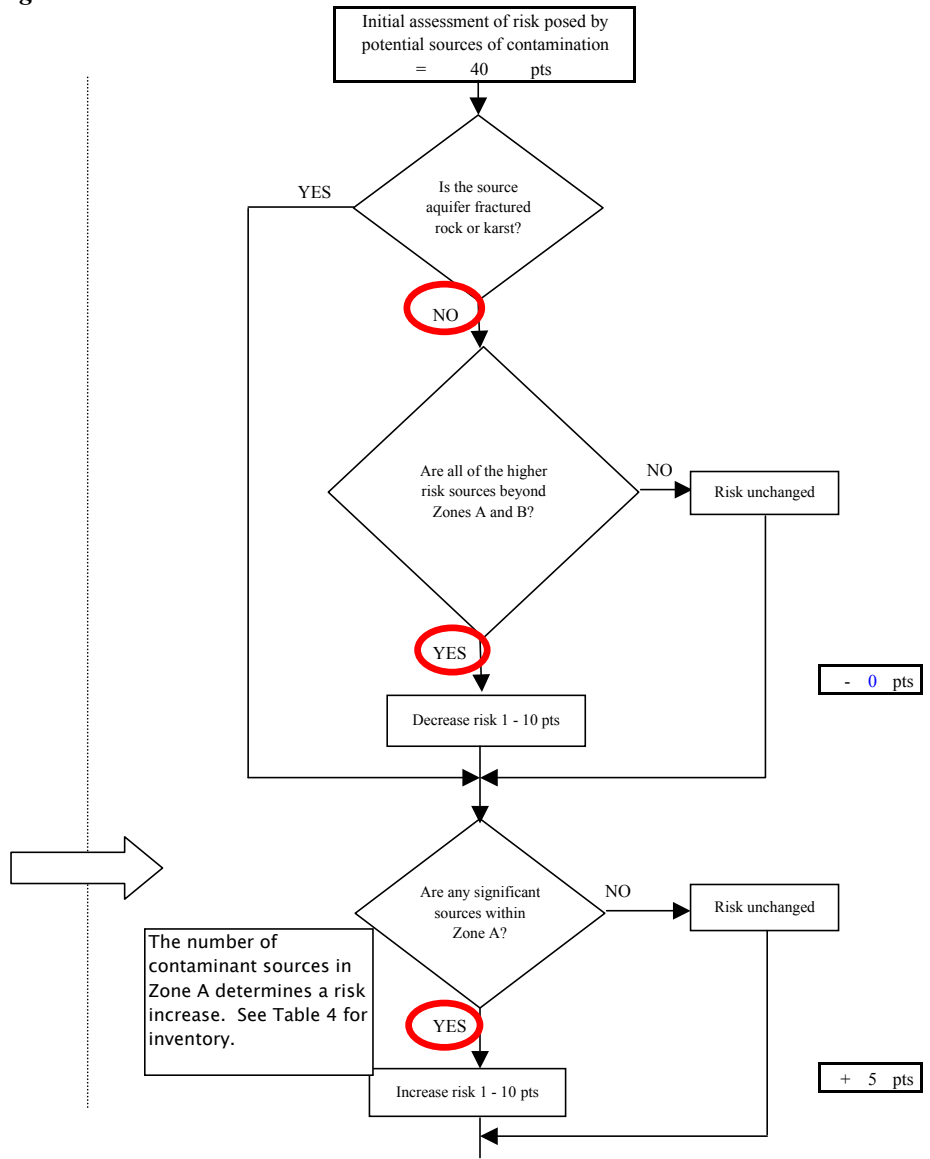 g
Initial assessment of risk posed by
potential sources of contamination
= 40 pts
Is the source
aquifer fractured
rock or karst?
YES
NO
Are all of the higher
risk sources beyond
Zones A and B?
NO
Risk unchanged
YES
- 0 pts
Decrease risk 1 - 10 pts
Are any significant
sources within
Zone A?
NO
Risk unchanged
The number of
contaminant sources in
Zone A determines a risk
increase. See Table 4 for
inventory.
YES
Increase risk 1 - 10 pts
+ 5 pts